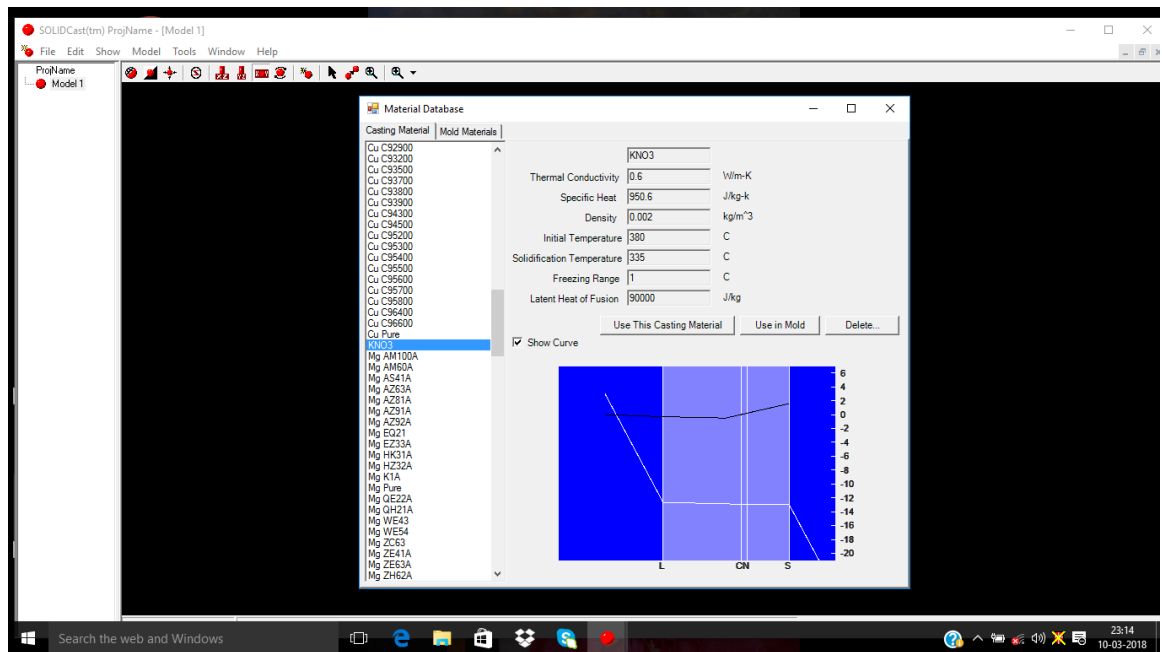 SOLIDCast(tm) ProjName - [Model 1]
File Edit Show Model Tools Window Help
ProjName
Model 1
Material Database
Casting Material Mold Materials
Cu C92900
Cu C93200
Cu C93500
Cu C93700
Cu C93800
Cu C93900
Cu C94300
Cu C94500
Cu C95200
Cu C95300
Cu C95400
Cu C95500
Cu C95600
Cu C95700
Cu C95800
Cu C96400
Cu C96600
Cu Pure
KNO3
Mg AM100A
Mg AM60A
Mg AS41A
Mg AZ63A
Mg AZ81A
Mg AZ91A
Mg AZ92A
Mg EQ21
Mg EZ33A
Mg HK31A
Mg HZ32A
Mg K1A
Mg Pure
Mg QE22A
Mg QH21A
Mg WE43
Mg WE54
Mg ZC63
Mg ZE41A
Mg ZE63A
Mg ZH62A
KNO3
Thermal Conductivity 0.6 W/m-K
Specific Heat 950.6 J/kg-k
Density 0.002 kg/m^3
Initial Temperature 380 C
Solidification Temperature 335 C
Freezing Range 1 C
Latent Heat of Fusion 90000 J/kg
Use This Casting Material Use in Mold Delete...
Show Curve
6
4
2
0
-2
-4
-6
-8
-10
-12
-14
-16
-18
-20
L CN S
Search the web and Windows
23:14
10-03-2018